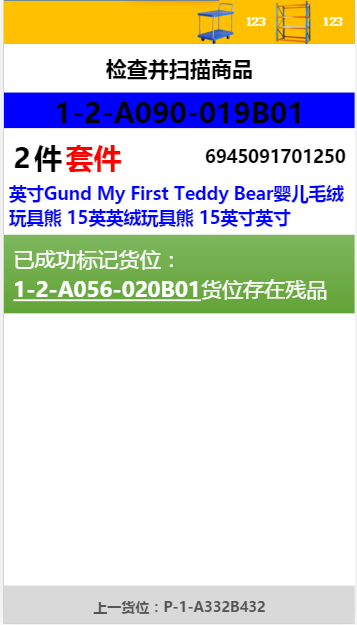 123 123
检查并扫描商品
1-2-A090-019B01
2件套件 6945091701250
英寸Gund My First Teddy Bear婴儿毛绒
玩具熊 15英英绒玩具熊 15英寸英寸
已成功标记货位：
1-2-A056-020B01货位存在残品
上一货位：P-1-A332B432